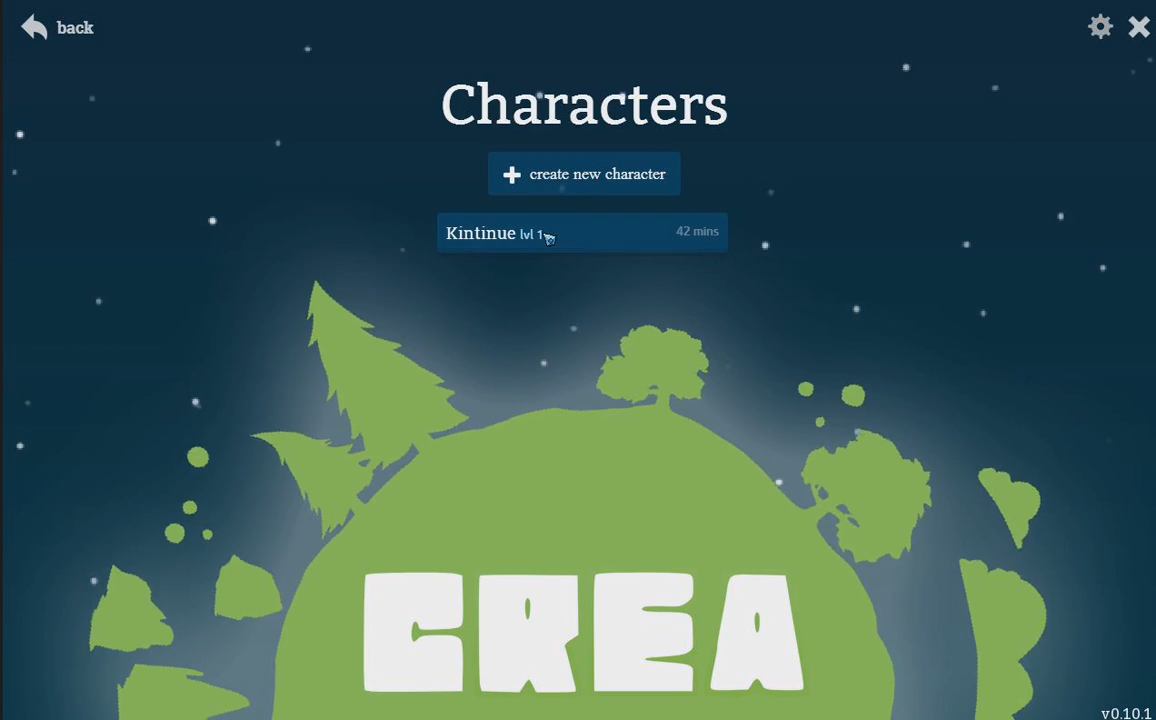 back
Characters
create new character
Kintinue lvl 1 42 mins
CREA
v0.10.1